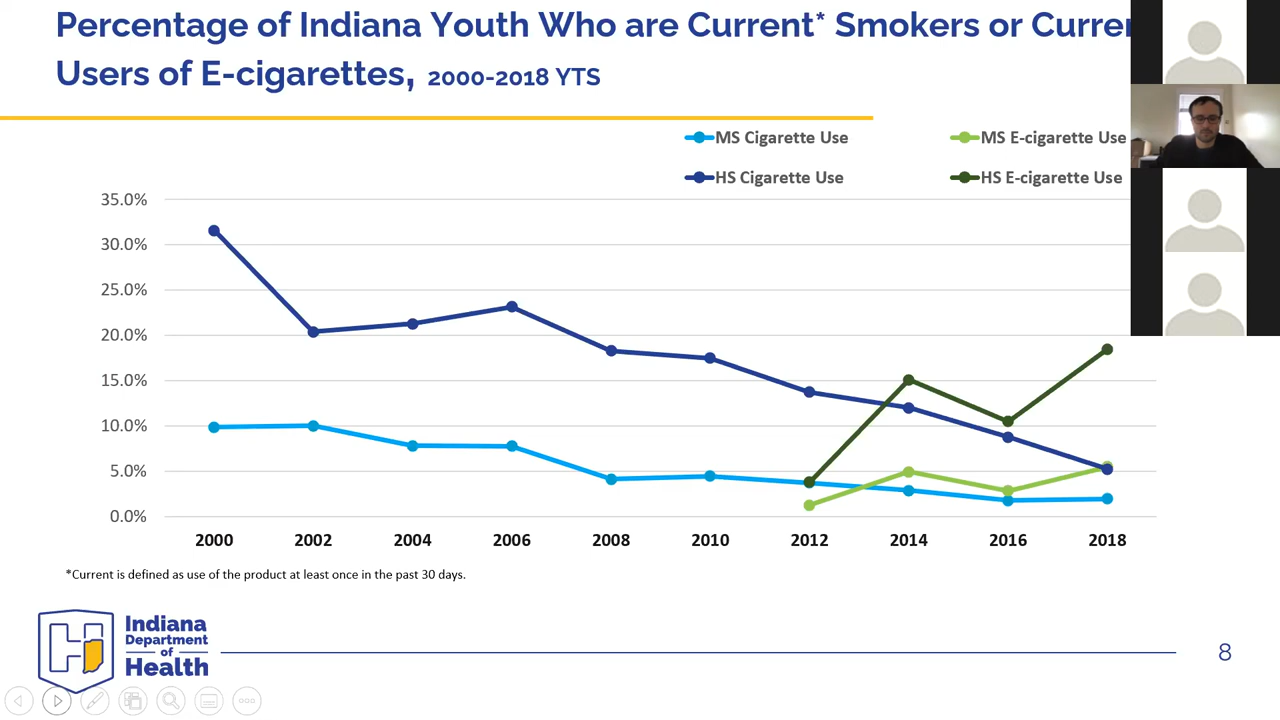 Percentage of Indiana Youth Who are Current* Smokers or Curren
Users of E-cigarettes, 2000-2018 YTS
MS Cigarette Use
MS E-cigarette Use
HS Cigarette Use
HS E-cigarette Use
35.0%
30.0%
25.0%
20.0%
15.0%
10.0%
5.0%
0.0%
2000 2002 2004 2006 2008 2010 2012 2014 2016 2018
*Current is defined as use of the product at least once in the past 30 days.
Indiana
Department
of
Health
8